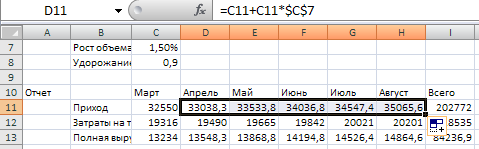 D11 fx =C11+C11*$C$7
A B C D E F G H I
7 Рост объема 1,50%
8 Удорожание 0,9
9
10 Отчет Март Апрель Май Июнь Июль Август Всего
11 Приход 32550 33038,3 33533,8 34036,8 34547,4 35065,6 202772
12 Затраты на т 19316 19490 19665 19842 20021 20201 8535
13 Полная выру 13234 13548,3 13868,8 14194,8 14526,4 14864,6 84236,9